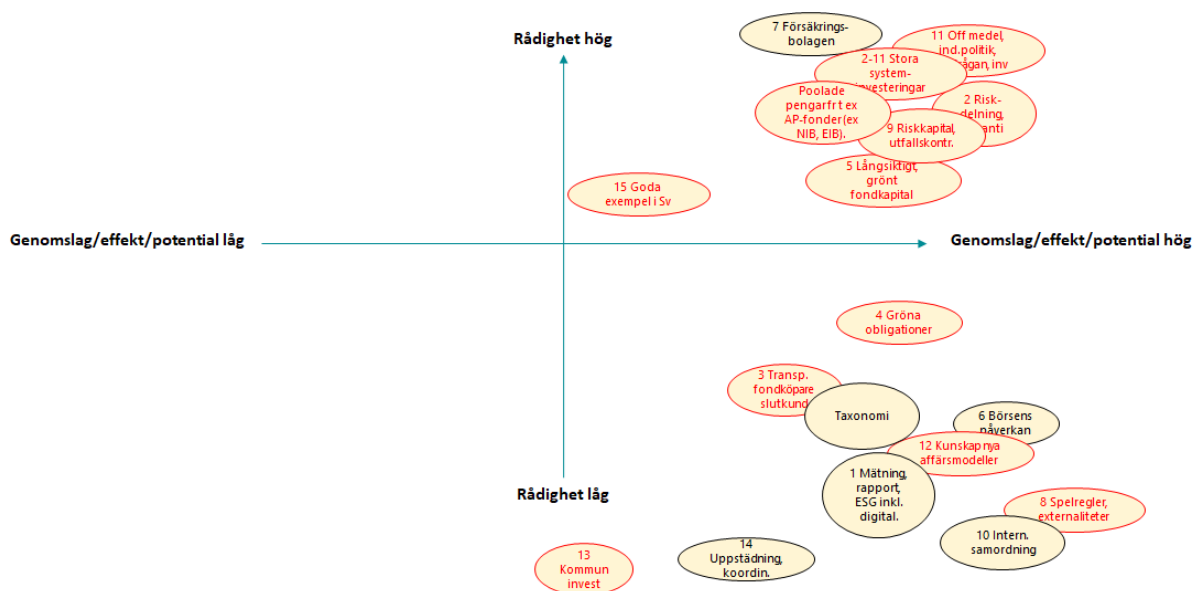 7 Försäkrings-
bolagen
Rådighet hög
11 Off medel,
ind.politik,
rågan, inv
2-11 Stora
system-
investeringar
Poolade
pengarfrt ex
AP-fonder(ex
NIB, EIB).
2 Risk-
delning,
anti
9 Riskkapital,
utfallskontr.
5 Långsiktigt,
grönt
fondkapital
15 Goda
exempel i Sv
Genomslag/effekt/potential låg
Genomslag/effekt/potential hög
4 Gröna
obligationer
3 Transp.
fondköpare
slutkund
Taxonomi
6 Börsens
påverkan
12 Kunskapnya
affärsmodeller
1 Mätning,
rapport,
ESG inkl.
digital.
Rådighet låg
8 Spelregler,
externaliteter
10 Intern.
samordning
14
Uppstädning,
koordin.
13
Kommun
invest